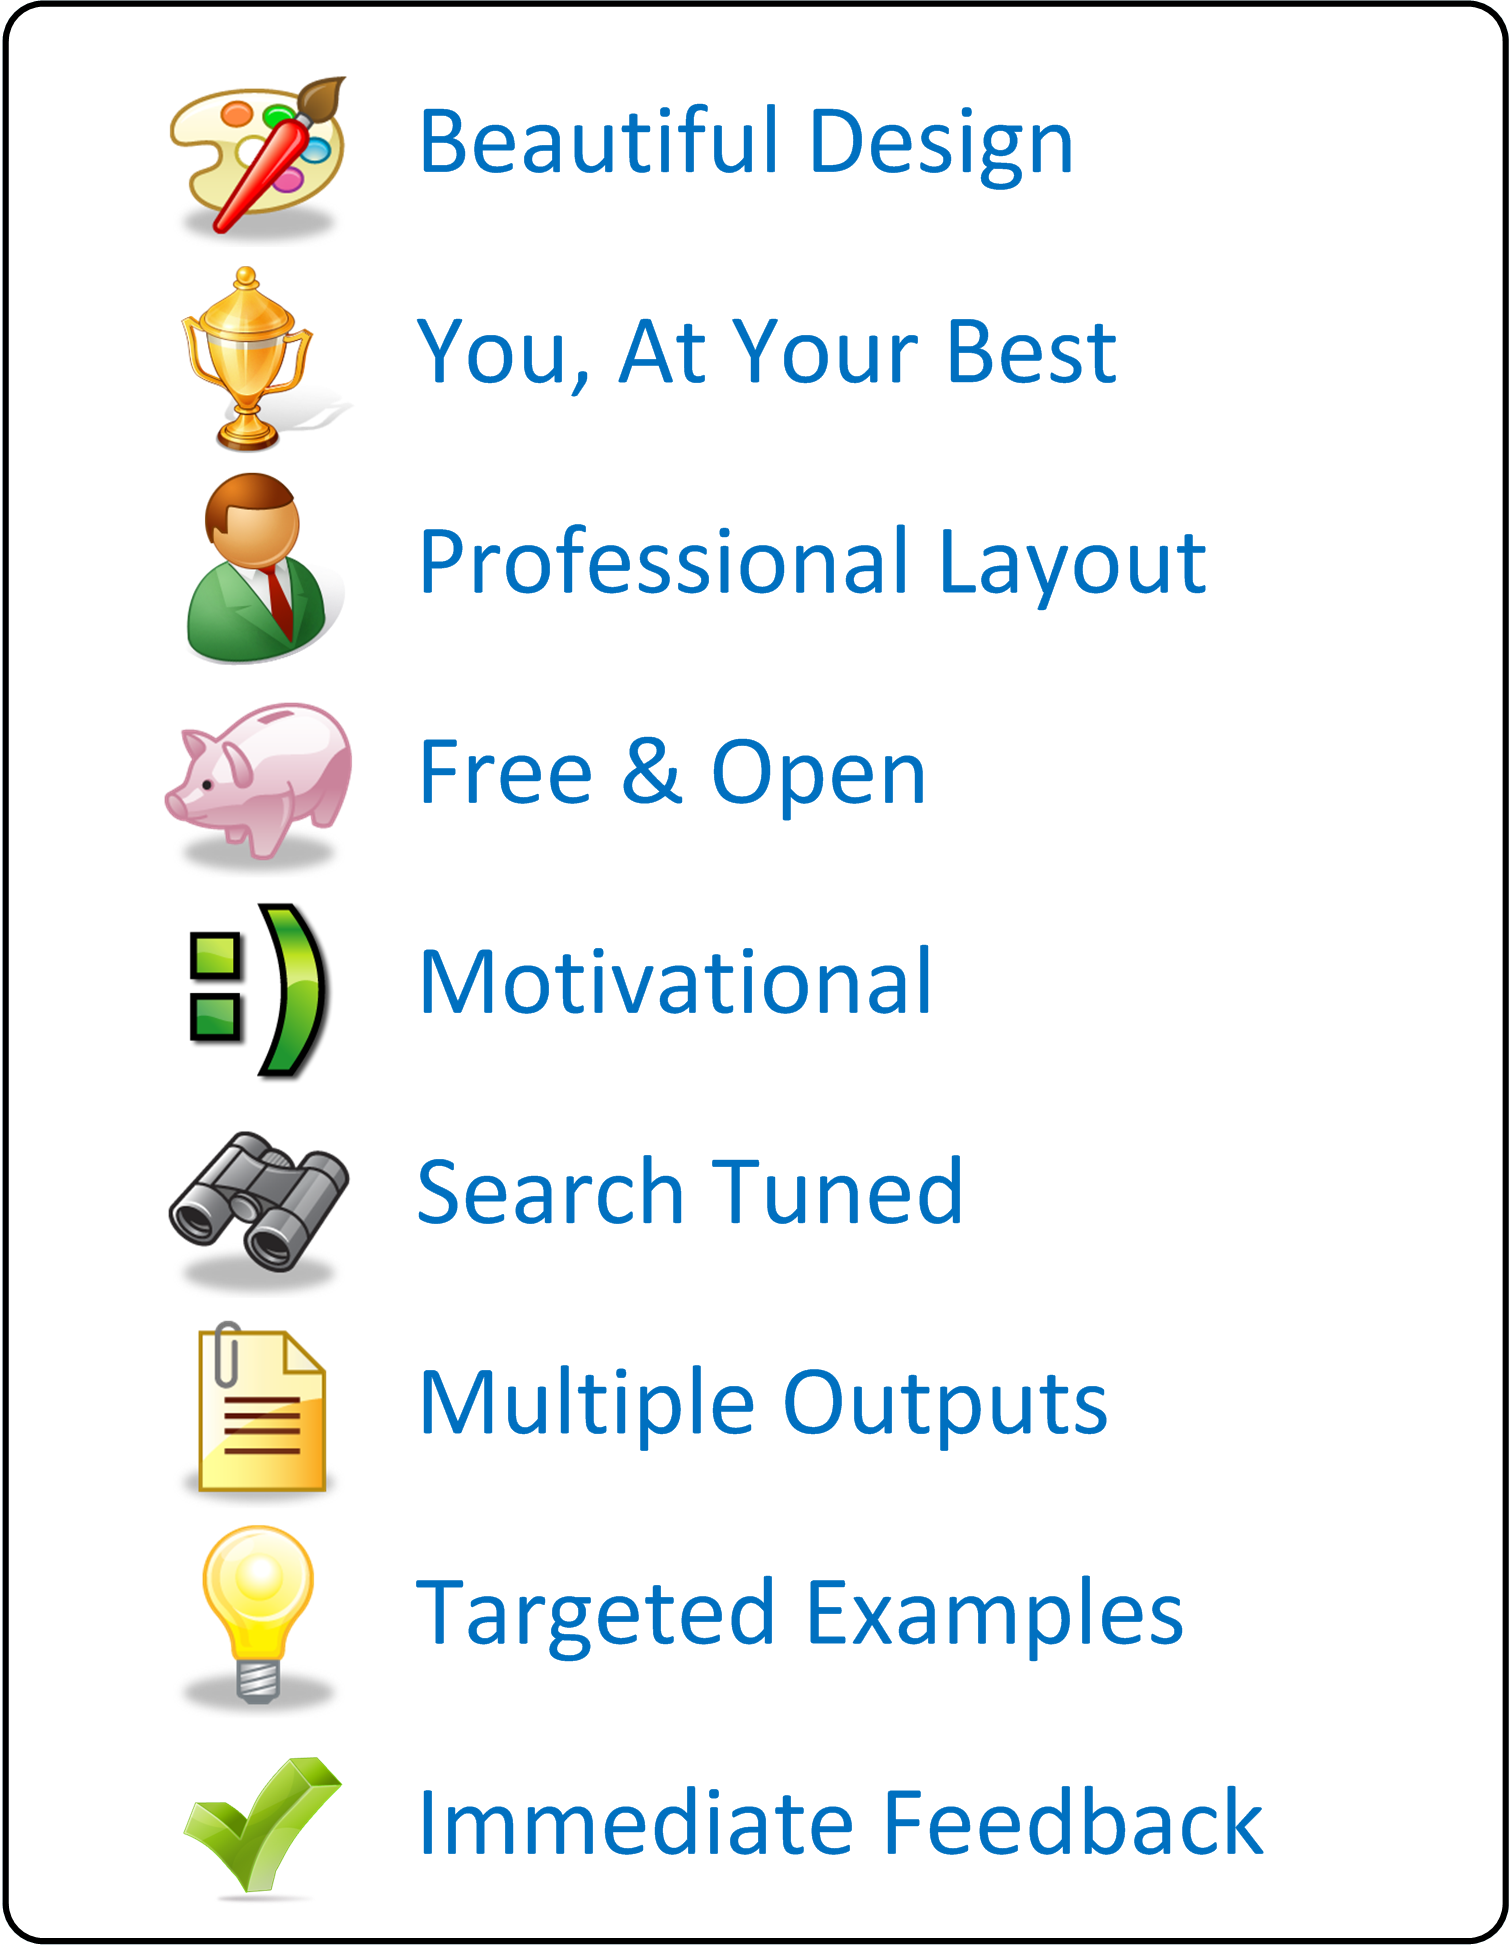 Beautiful Design
You, At Your Best
Professional Layout
Free & Open
Motivational
Search Tuned
Multiple Outputs
Targeted Examples
Immediate Feedback